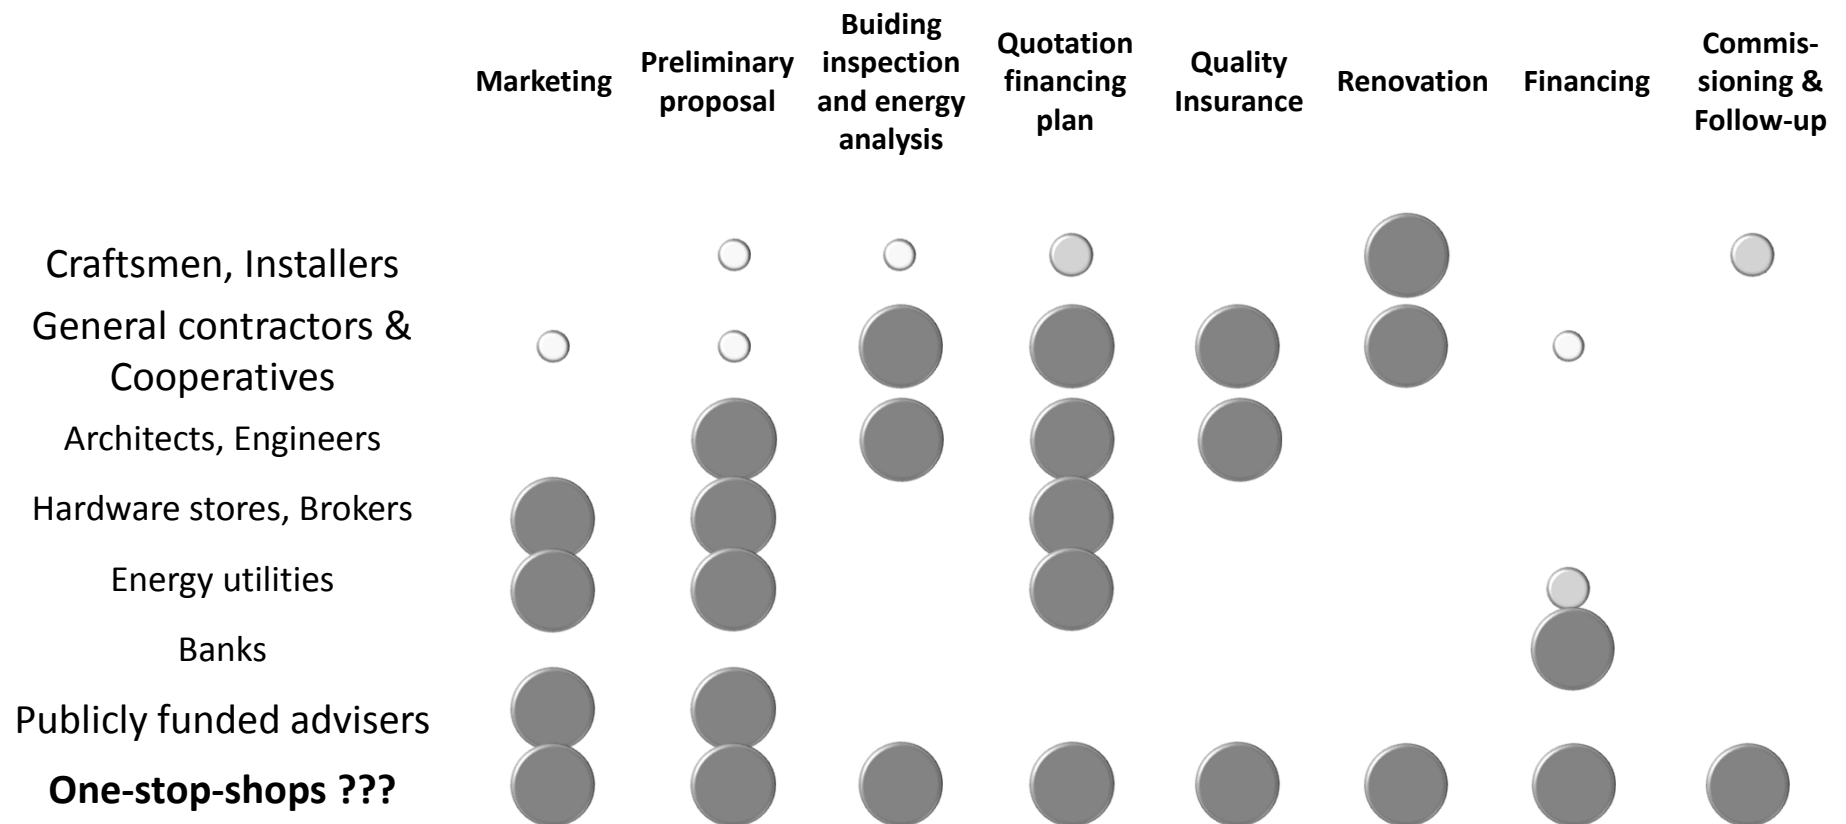 Marketing
Preliminary
proposal
Buiding
inspection
and energy
analysis
Quotation
financing
plan
Quality
Insurance
Renovation
Financing
Commis-
sioning &
Follow-up
Craftsmen, Installers
General contractors &
Cooperatives
Architects, Engineers
Hardware stores, Brokers
Energy utilities
Banks
Publicly funded advisers
One-stop-shops ???